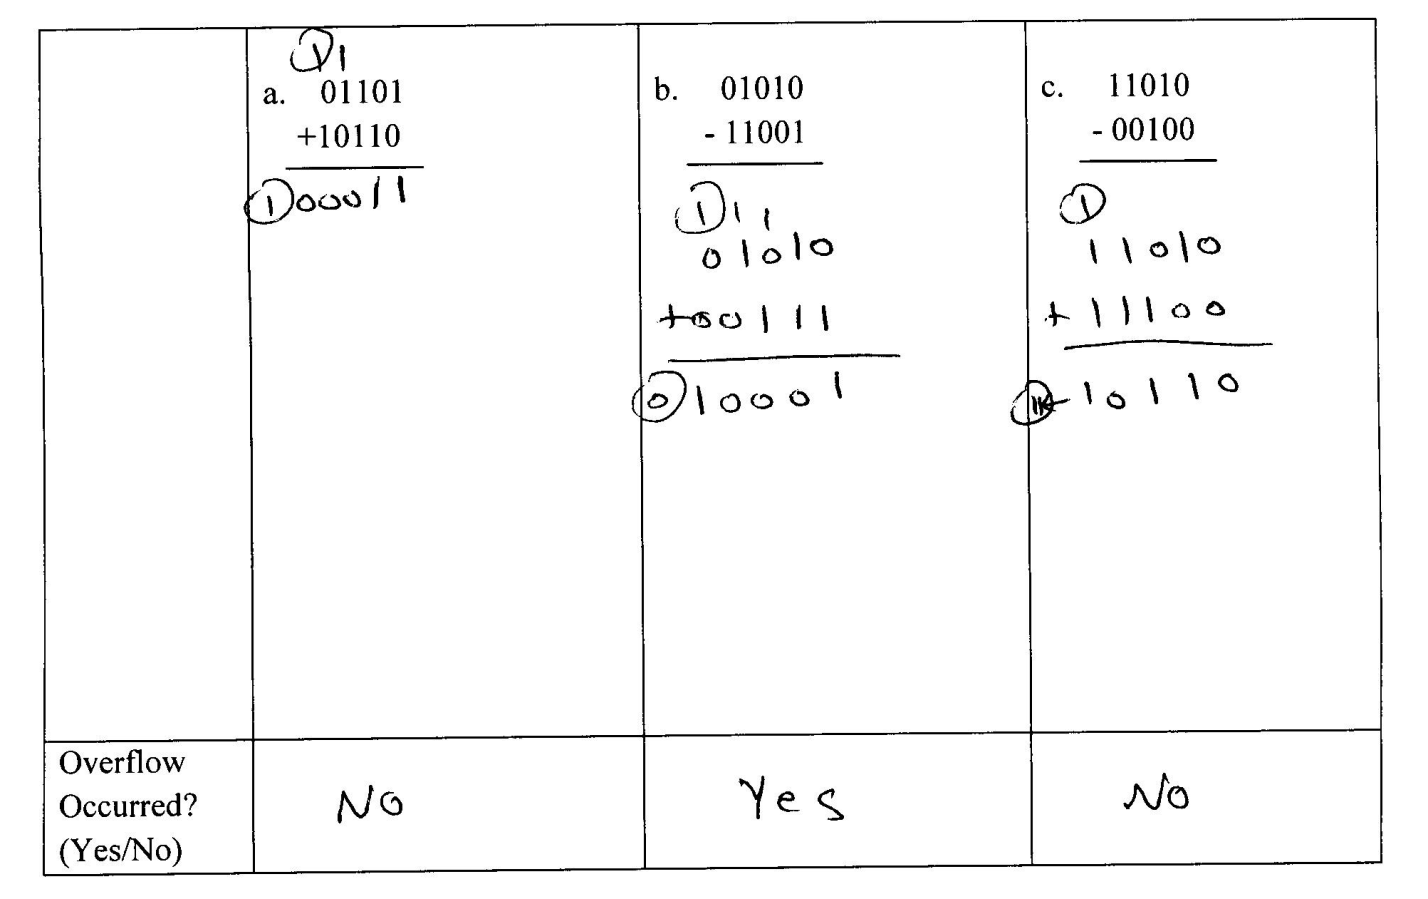 ① 1
a. 01101
+10110
① 00011
b. 01010
- 11001
① 1 1
01010
+00111
⓪ 10001
c. 11010
- 00100
①
11010
+ 11100
10110
Overflow
Occurred?
(Yes/No)
NO
Yes
NO